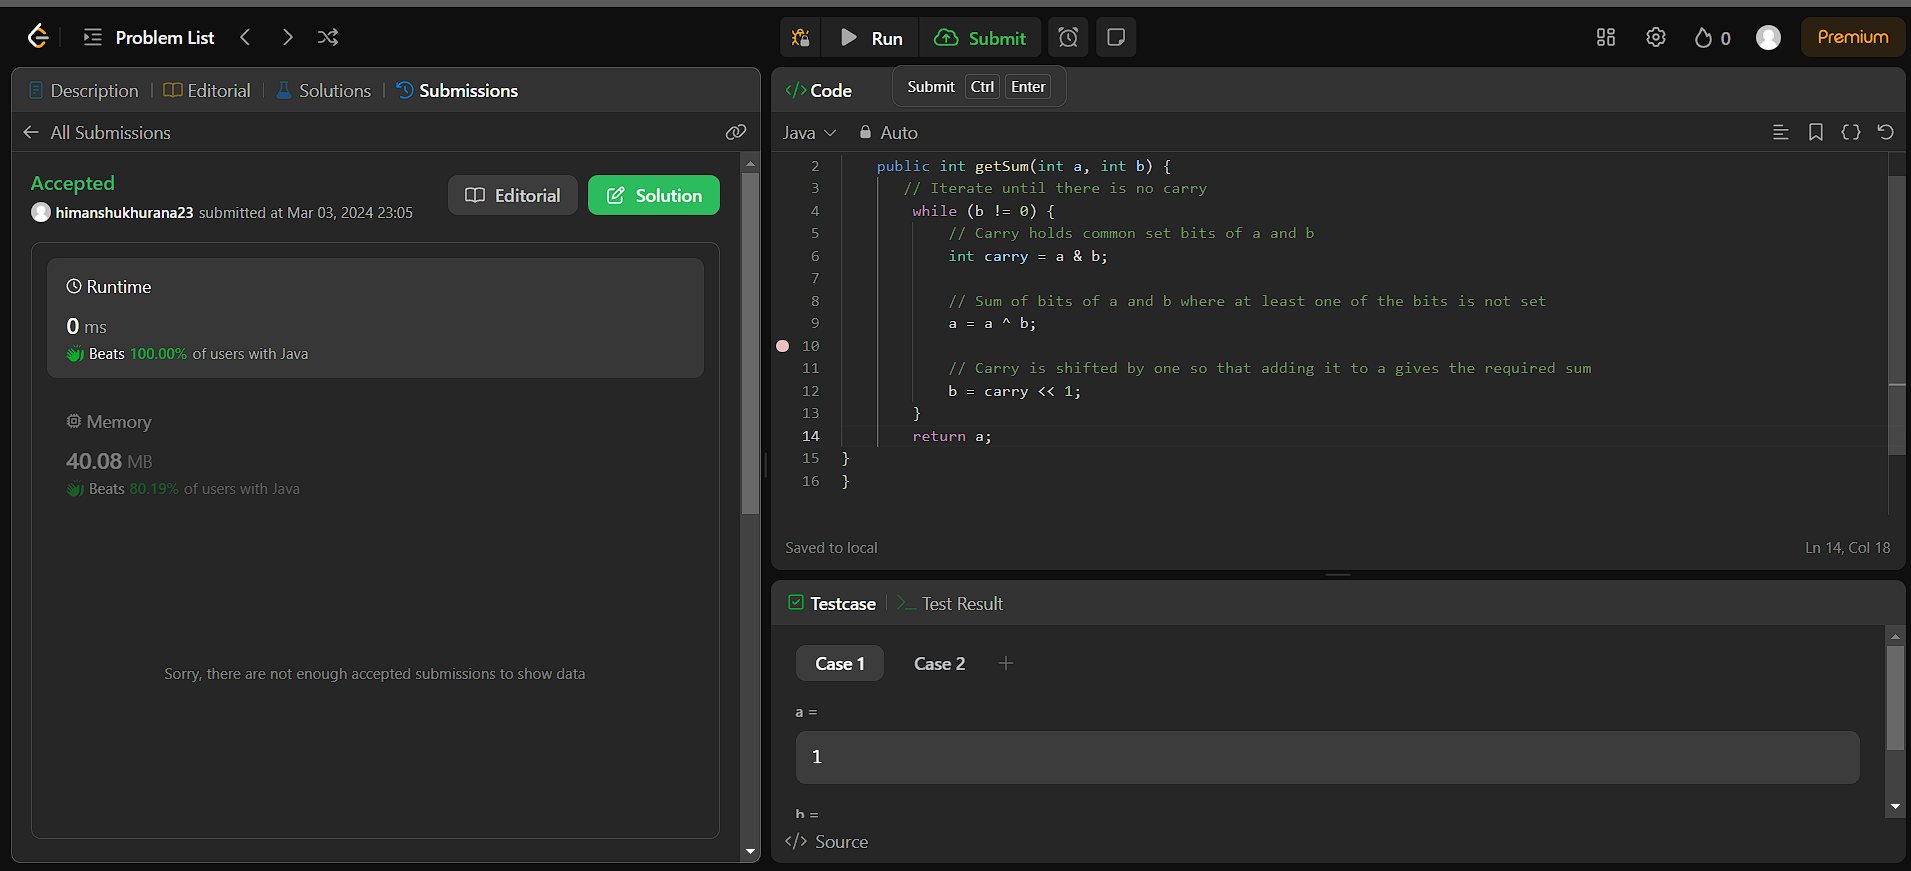 Problem List
Run
Submit
0
Premium
Description
Editorial
Solutions
Submissions
All Submissions
Accepted
himanshukhurana23 submitted at Mar 03, 2024 23:05
Editorial
Solution
Runtime
0 ms
Beats 100.00% of users with Java
Memory
40.08 MB
Beats 80.19% of users with Java
Sorry, there are not enough accepted submissions to show data
</> Code
Submit Ctrl Enter
Java
Auto
2 public int getSum(int a, int b) {
3 // Iterate until there is no carry
4 while (b != 0) {
5 // Carry holds common set bits of a and b
6 int carry = a & b;
7
8 // Sum of bits of a and b where at least one of the bits is not set
9 a = a ^ b;
10
11 // Carry is shifted by one so that adding it to a gives the required sum
12 b = carry << 1;
13 }
14 return a;
15 }
16 }
Saved to local
Ln 14, Col 18
Testcase
Test Result
Case 1
Case 2
a =
1
b =
</> Source